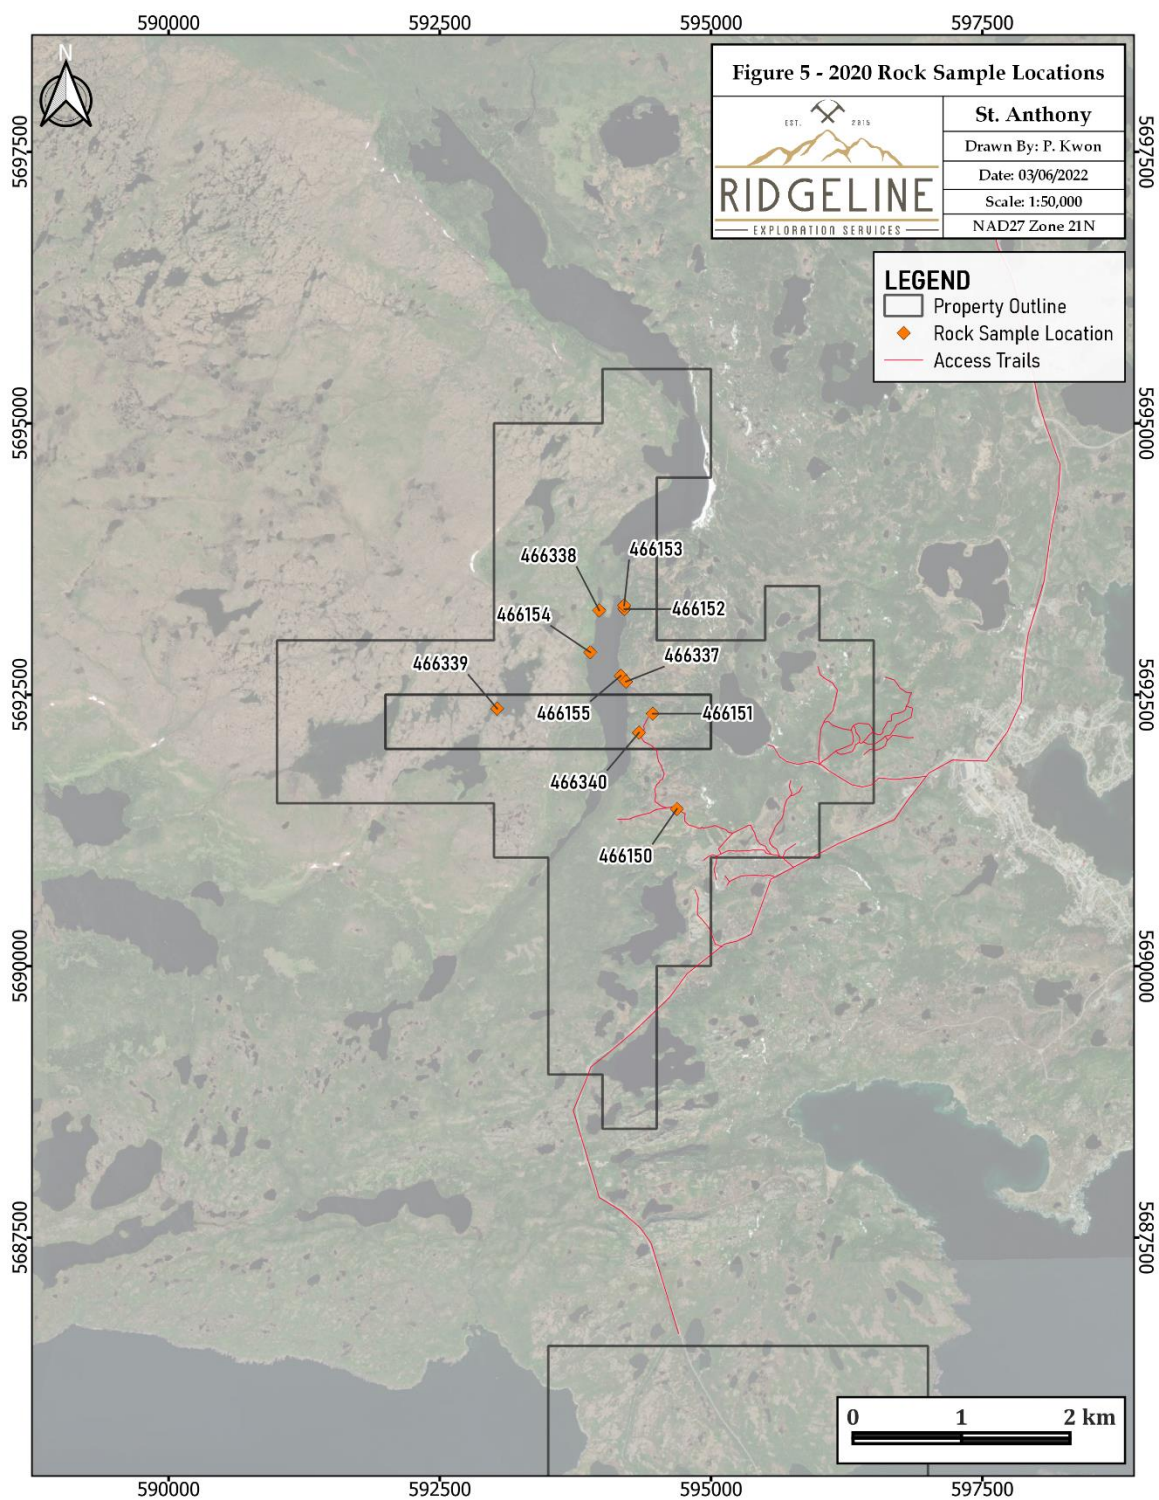 590000
592500
595000
597500
N
Figure 5 - 2020 Rock Sample Locations
EST. 2015
RIDGELINE
EXPLORATION SERVICES
St. Anthony
Drawn By: P. Kwon
Date: 03/06/2022
Scale: 1:50,000
NAD27 Zone 21N
5697500
5697500
LEGEND
Property Outline
Rock Sample Location
Access Trails
5695000
5695000
466338
466153
466154
466152
466339
466337
5692500
5692500
466155
466151
466340
466150
5690000
5690000
5687500
5687500
0 1 2 km
590000
592500
595000
597500